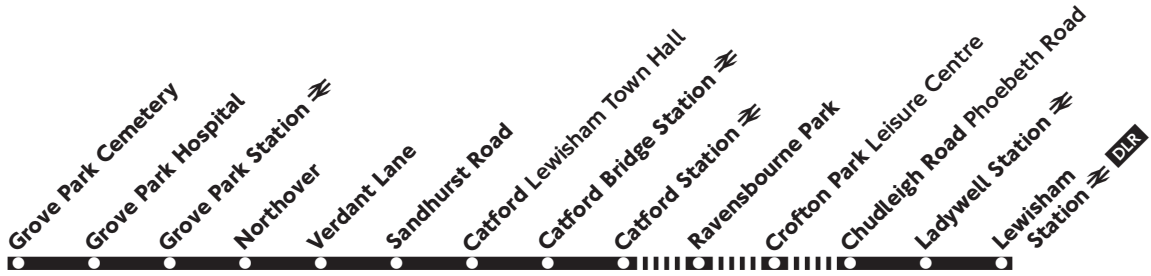 Grove Park Cemetery
Grove Park Hospital
Grove Park Station
Northover
Verdant Lane
Sandhurst Road
Catford Lewisham Town Hall
Catford Bridge Station
Catford Station
Ravensbourne Park
Crofton Park Leisure Centre
Chudleigh Road Phoebeth Road
Ladywell Station
Lewisham
Station DLR